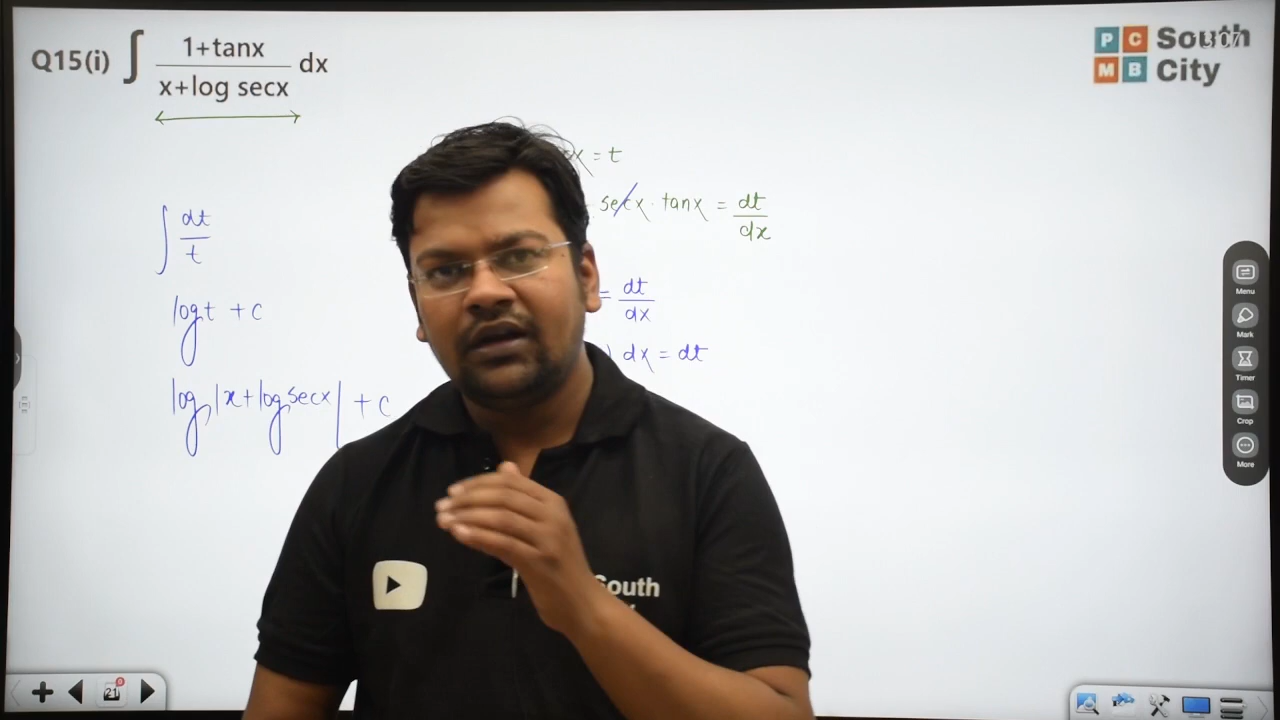 Q15(i) ∫ 1+tanx / x+log secx dx
P C M B South City
x = t
secx · tanx = dt/dx
∫ dt/t
= dt/dx
log t + c
) dx = dt
log |x + log secx| + c
Menu
Mark
Timer
Crop
More
South
21